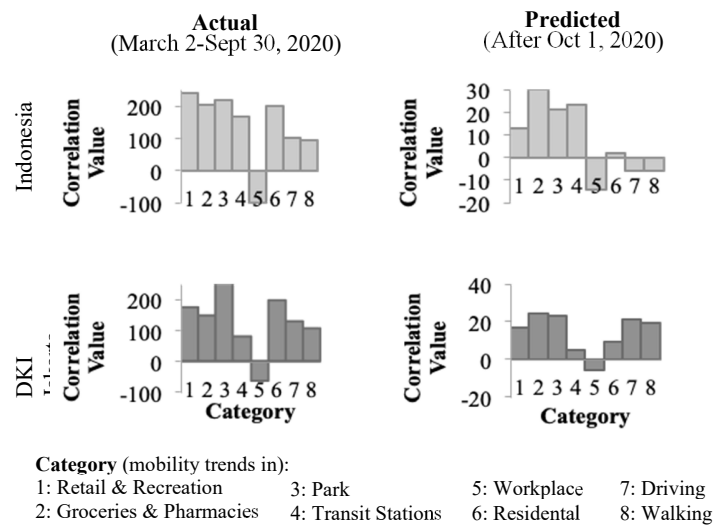 Actual
(March 2-Sept 30, 2020)
Predicted
(After Oct 1, 2020)
Indonesia
Correlation
Value
200
100
0
-100
1 2 3 4 5 6 7 8
Correlation
Value
30
20
10
0
-10
-20
1 2 3 4 5 6 7 8
DKI
Correlation
Value
200
100
0
-100
1 2 3 4 5 6 7 8
Category
Correlation
Value
40
20
0
-20
1 2 3 4 5 6 7 8
Category
Category (mobility trends in):
1: Retail & Recreation
3: Park
5: Workplace
7: Driving
2: Groceries & Pharmacies
4: Transit Stations
6: Residental
8: Walking